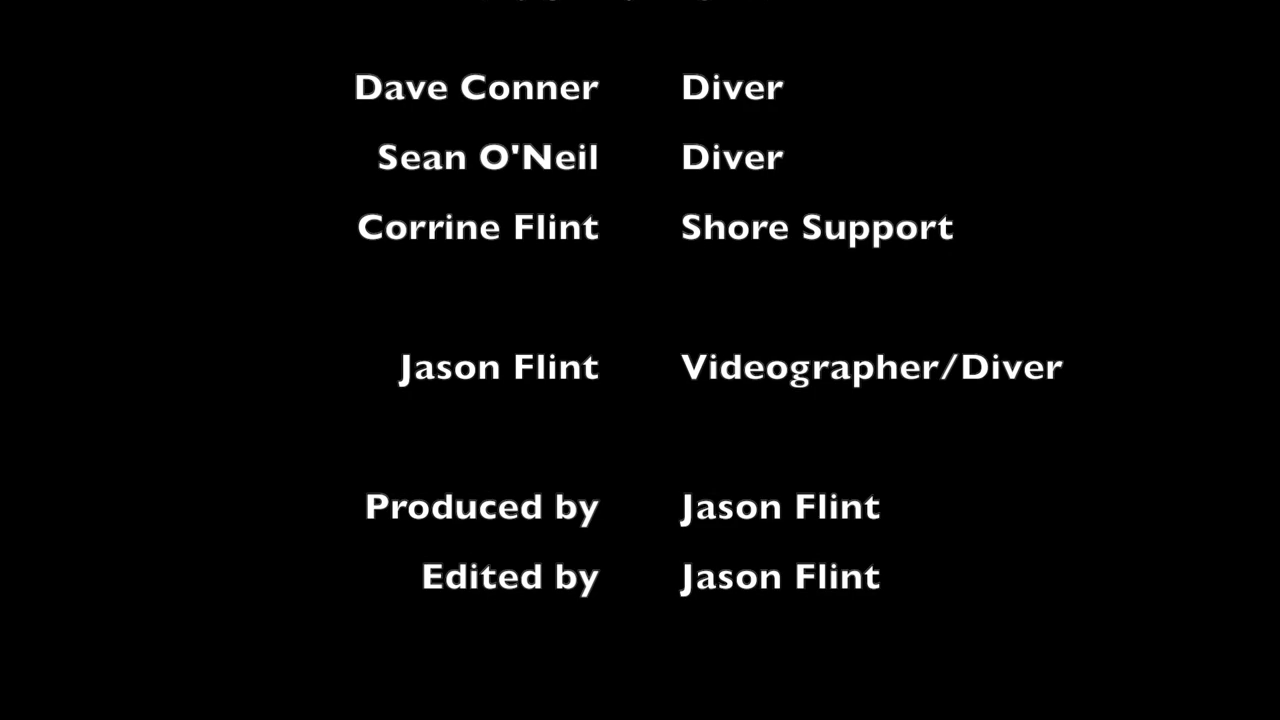 Dave Conner Diver
Sean O'Neil Diver
Corrine Flint Shore Support
Jason Flint Videographer/Diver
Produced by Jason Flint
Edited by Jason Flint